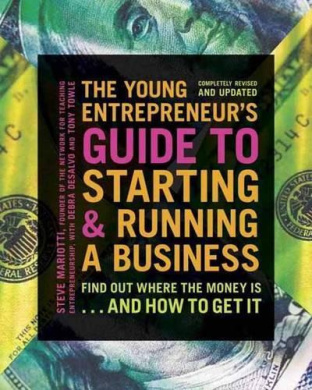 COMPLETELY REVISED
AND UPDATED
THE YOUNG
ENTREPRENEUR'S
GUIDE TO
STARTING
& RUNNING
A BUSINESS
FIND OUT WHERE THE MONEY IS
...AND HOW TO GET IT
STEVE MARIOTTI, FOUNDER OF THE NETWORK FOR TEACHING
ENTREPRENEURSHIP, WITH DEBRA DESALVO AND TONY TOWLE